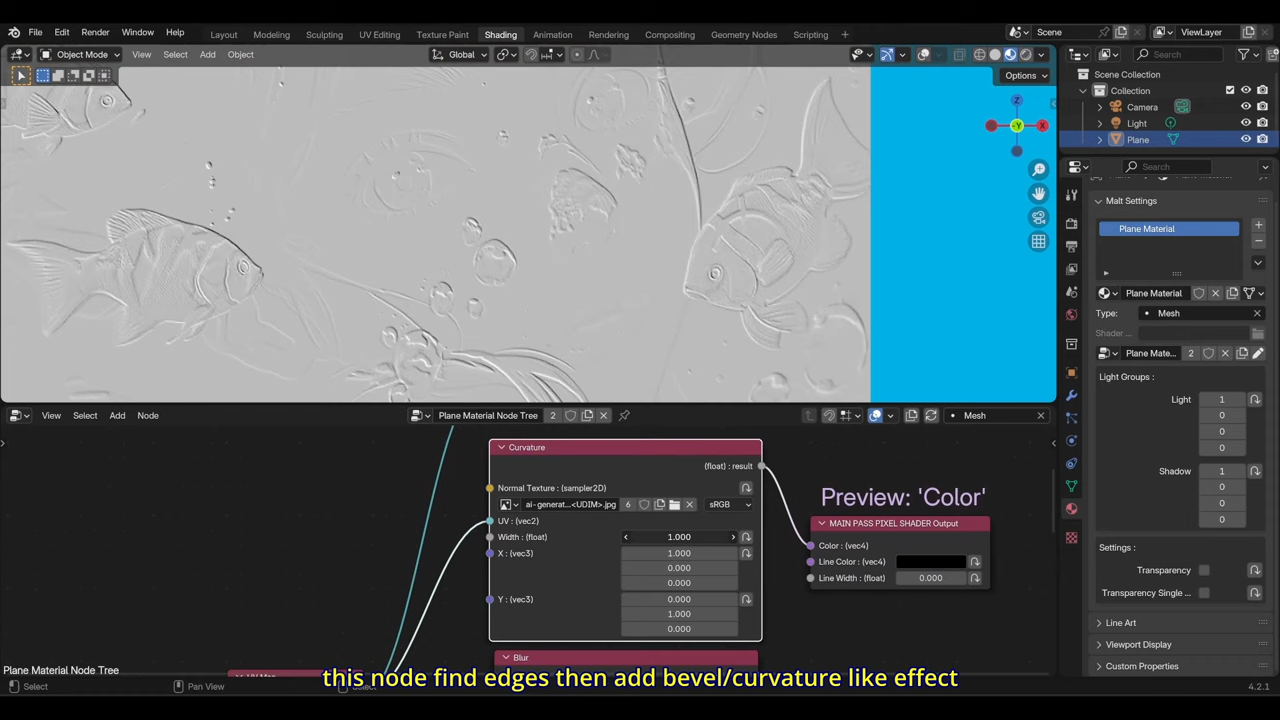 File Edit Render Window Help Layout Modeling Sculpting UV Editing Texture Paint Shading Animation Rendering Compositing Geometry Nodes Scripting + Scene ViewLayer
Object Mode View Select Add Object Global Search
Options
Z
-Y X
Scene Collection
Collection
Camera
Light
Plane
Search
Malt Settings
Plane Material
Plane Material
Type: Mesh
Shader ...
Plane Mate... 2
Light Groups :
Light 1
0
0
0
Shadow 1
0
0
0
Settings :
Transparency
Transparency Single ...
Line Art
Viewport Display
Custom Properties
View Select Add Node Plane Material Node Tree 2 Mesh
Curvature
(float) : result
Normal Texture : (sampler2D)
ai-generat...<UDIM>.jpg 6 sRGB
UV : (vec2)
Width : (float) 1.000
X : (vec3) 1.000
0.000
0.000
Y : (vec3) 0.000
1.000
0.000
Blur
Preview: 'Color'
MAIN PASS PIXEL SHADER Output
Color : (vec4)
Line Color : (vec4)
Line Width : (float) 0.000
Plane Material Node Tree
this node find edges then add bevel/curvature like effect
Select Pan View 4.2.1